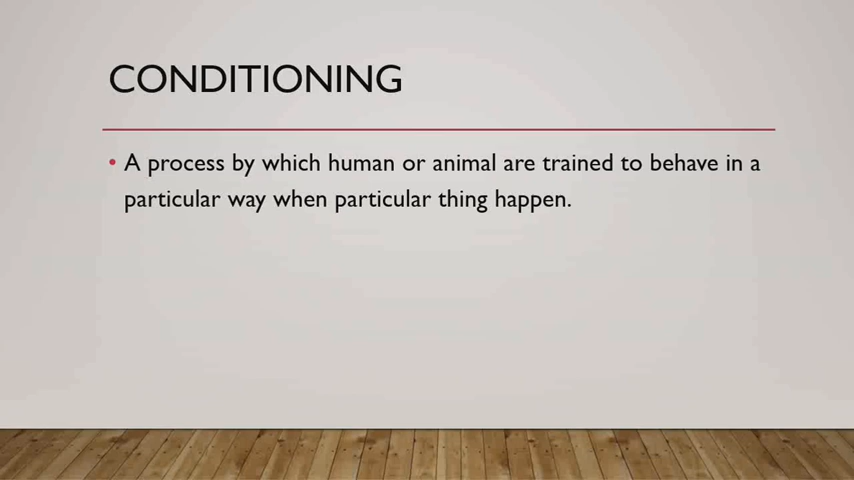 CONDITIONING
• A process by which human or animal are trained to behave in a
particular way when particular thing happen.